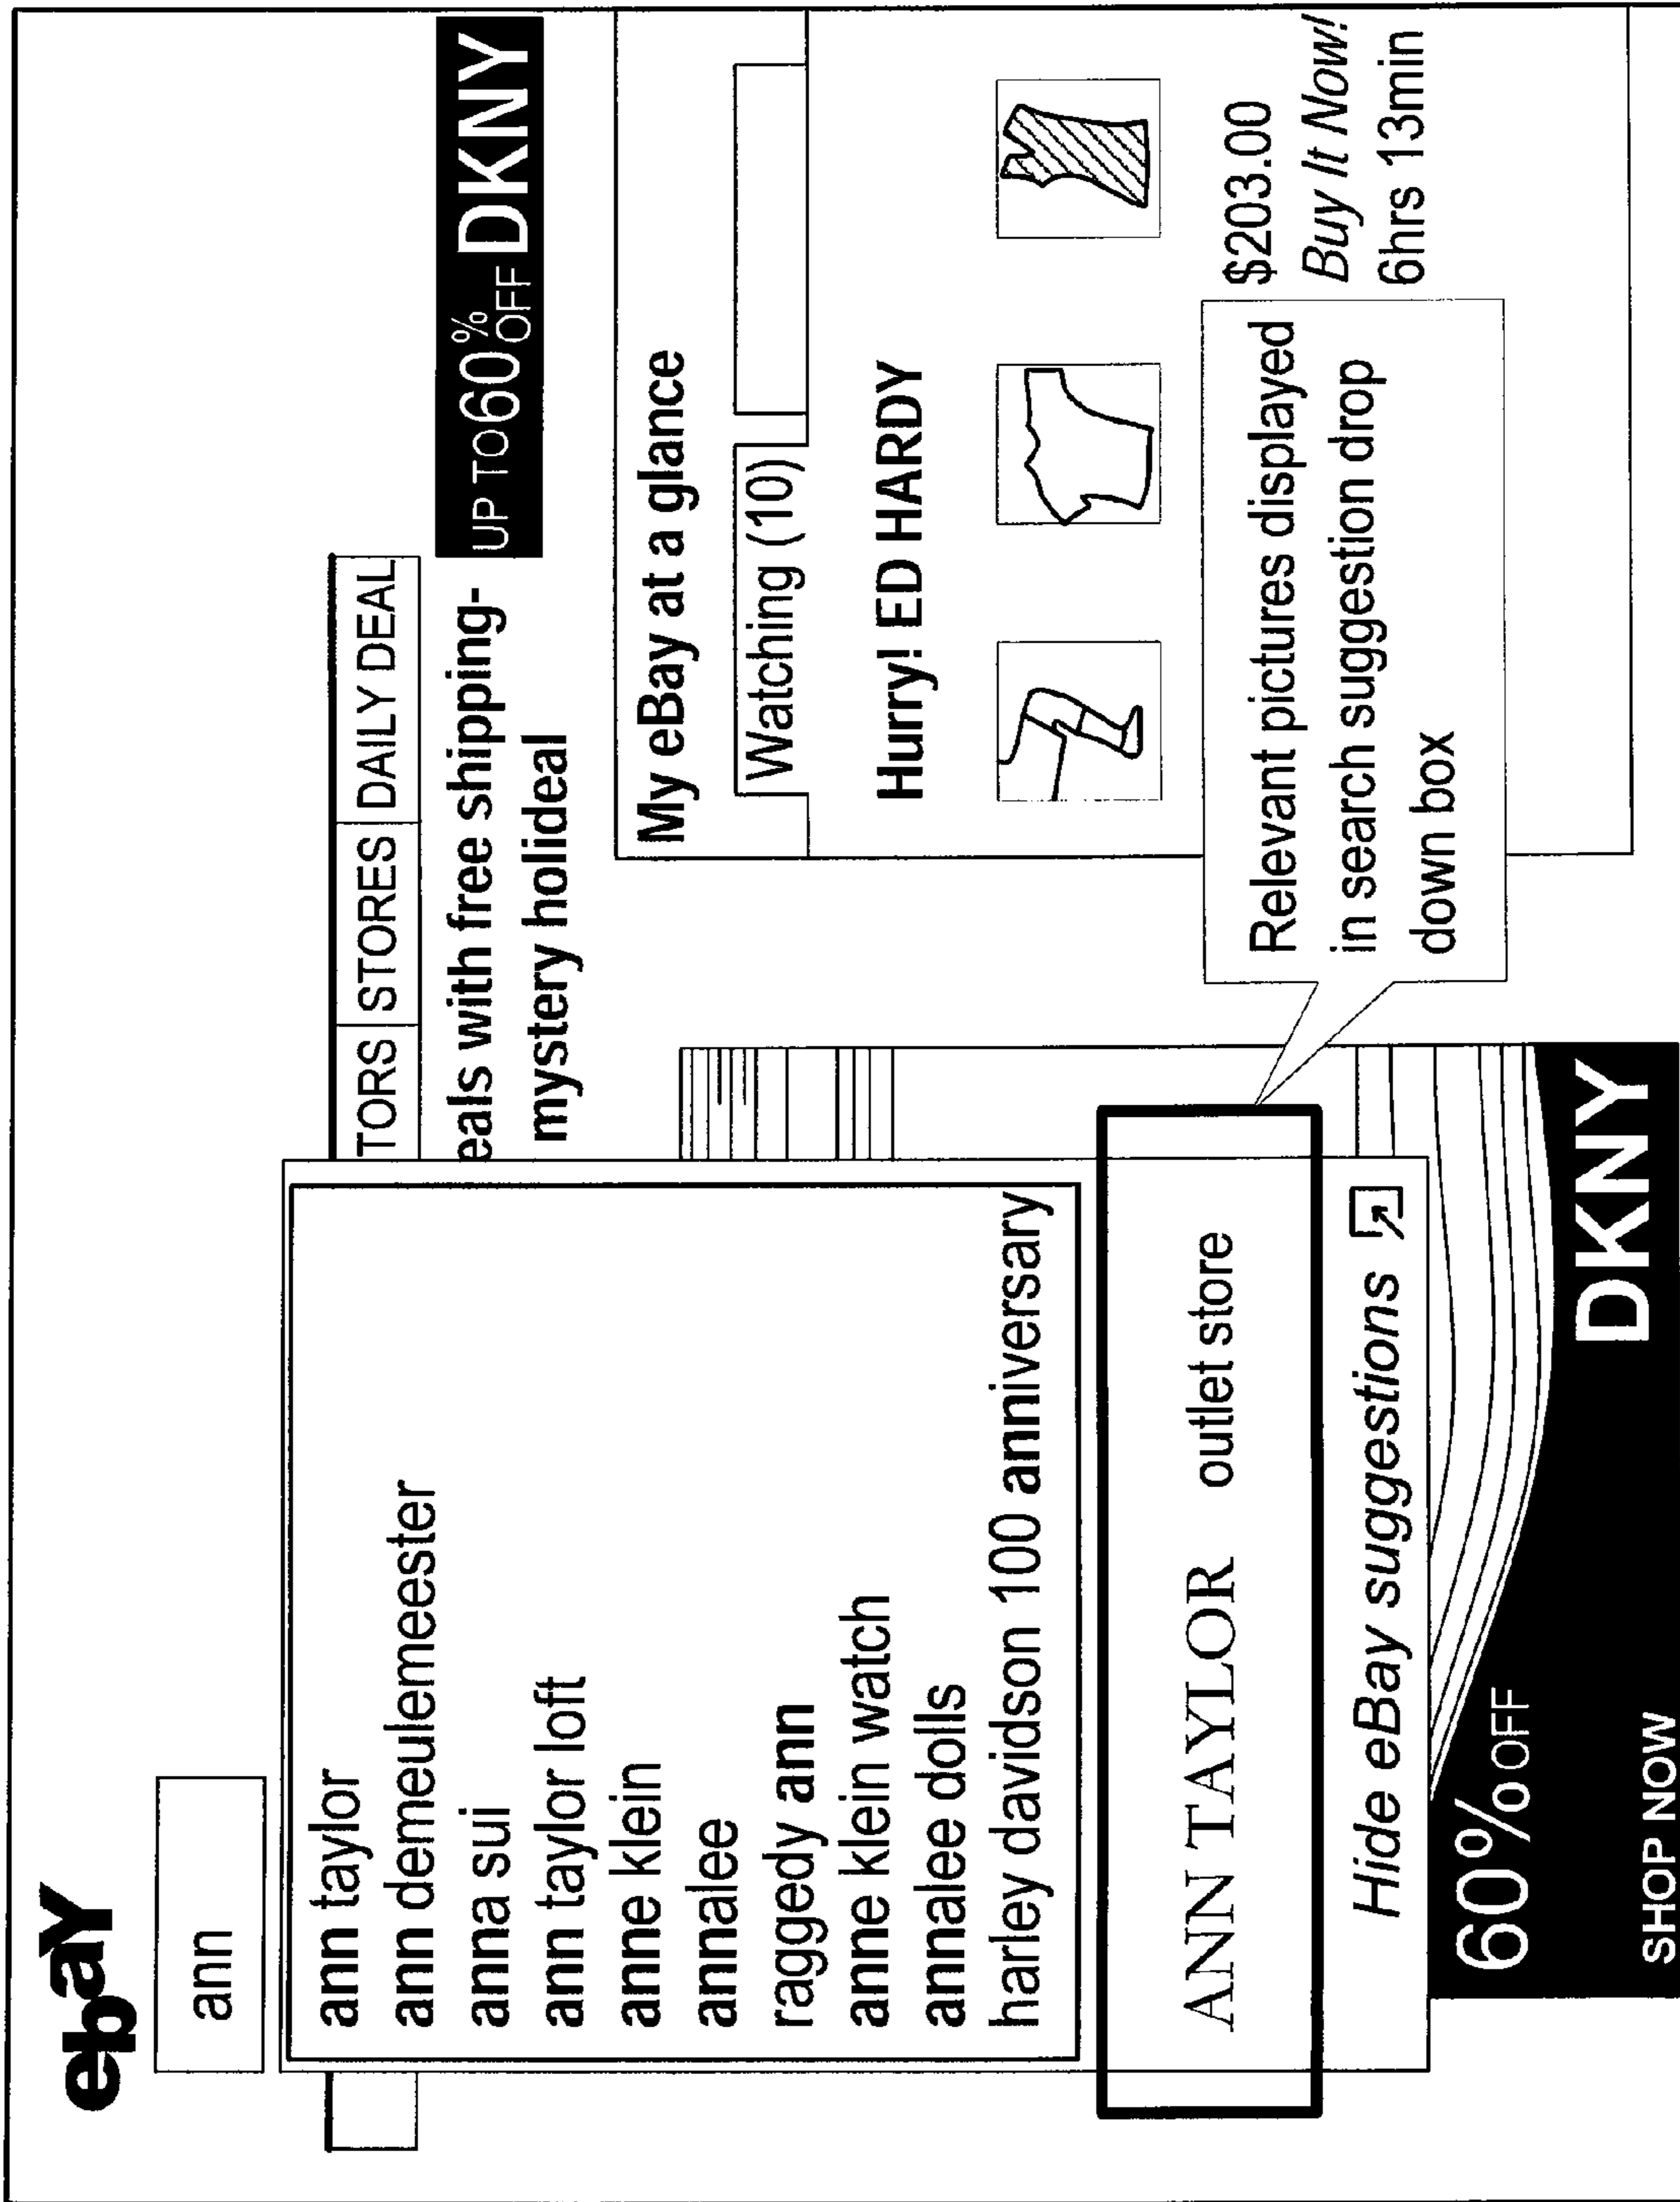 ebaY
ann
ann taylor
ann demeulemeester
anna sui
ann taylor loft
anne klein
annalee
raggedy ann
anne klein watch
annalee dolls
harley davidson 100 anniversary
ANN TAYLOR outlet store
Hide eBay suggestions
60% OFF
DKNY
SHOP NOW
TORS STORES DAILY DEAL
eals with free shipping-
mystery holideal
UP TO 60% OFF DKNY
My eBay at a glance
Watching (10)
Hurry! ED HARDY
$203.00
Buy It Now!
6hrs 13min
Relevant pictures displayed
in search suggestion drop
down box